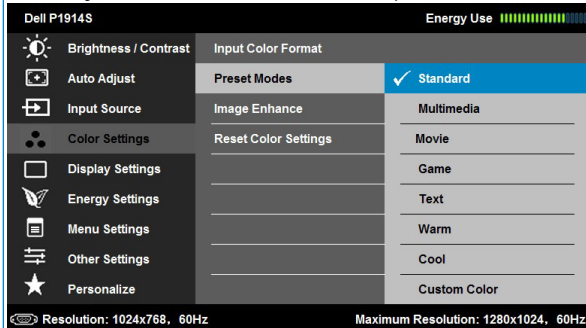 Dell P1914S
Energy Use
Brightness / Contrast
Auto Adjust
Input Source
Color Settings
Display Settings
Energy Settings
Menu Settings
Other Settings
Personalize
Input Color Format
Preset Modes
Image Enhance
Reset Color Settings
Standard
Multimedia
Movie
Game
Text
Warm
Cool
Custom Color
Resolution: 1024x768, 60Hz
Maximum Resolution: 1280x1024, 60Hz